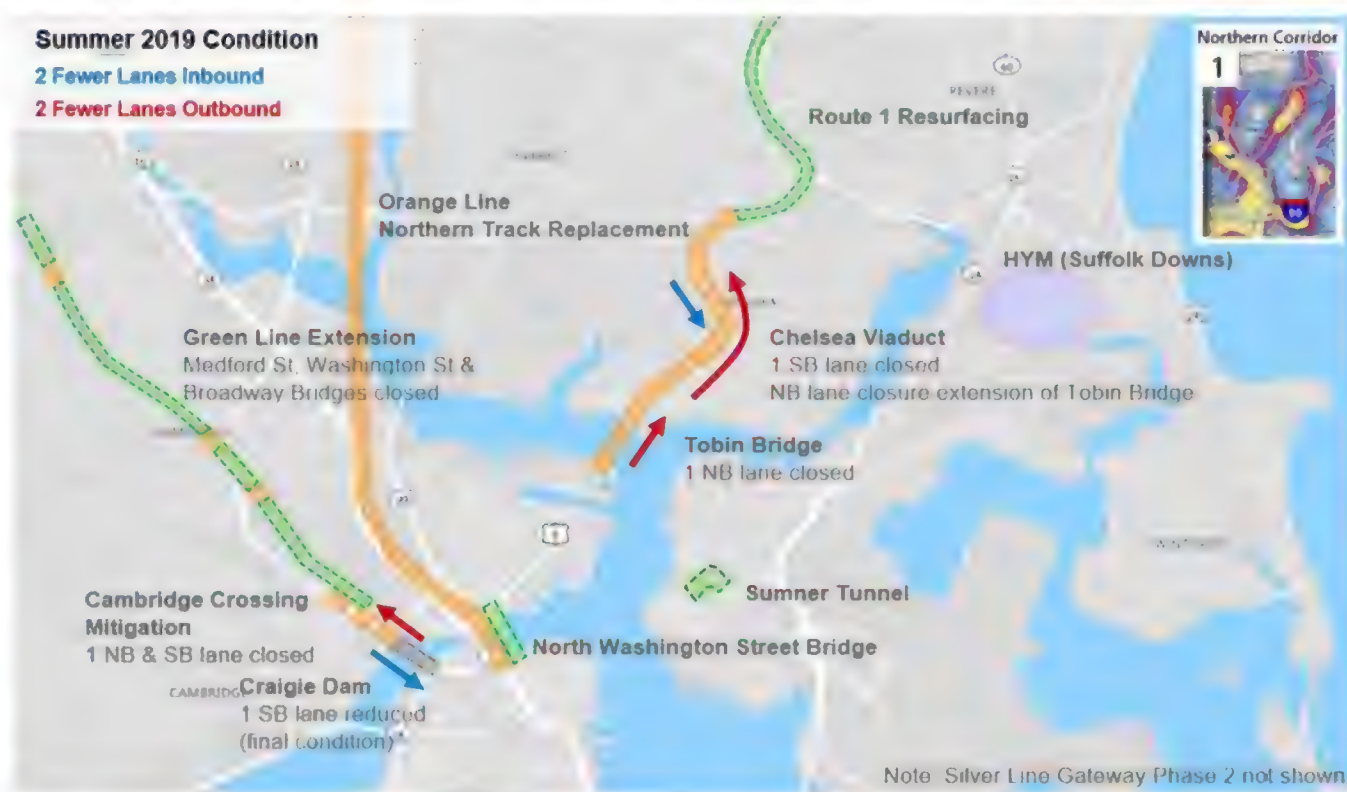 Summer 2019 Condition
2 Fewer Lanes Inbound
2 Fewer Lanes Outbound
Northern Corridor
1
REVERE
Route 1 Resurfacing
Orange Line
Northern Track Replacement
HYM (Suffolk Downs)
Green Line Extension
Medford St, Washington St &
Broadway Bridges closed
Chelsea Viaduct
1 SB lane closed
NB lane closure extension of Tobin Bridge
Tobin Bridge
1 NB lane closed
1
Sumner Tunnel
Cambridge Crossing
Mitigation
1 NB & SB lane closed
North Washington Street Bridge
CAMBRIDGE
Craigie Dam
1 SB lane reduced
(final condition)*
Note: Silver Line Gateway Phase 2 not shown